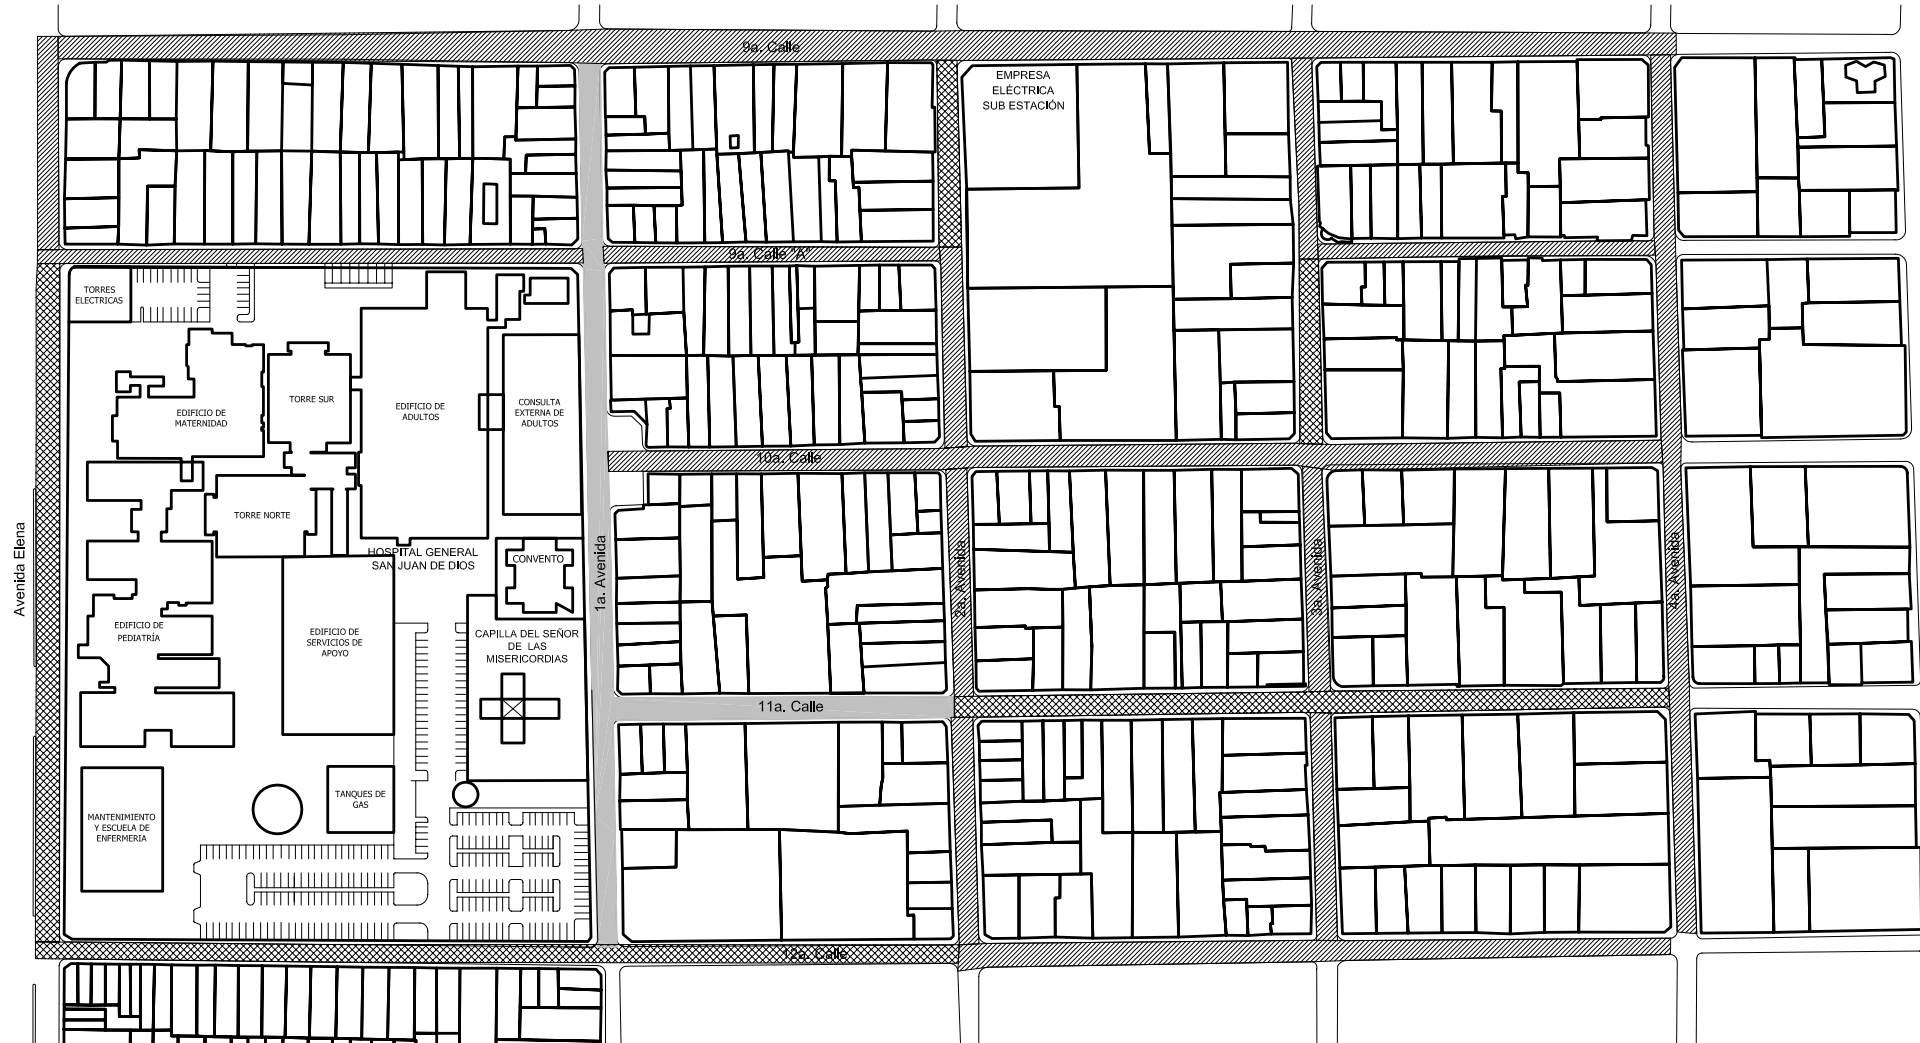 9a. Calle
EMPRESA
ELÉCTRICA
SUB ESTACIÓN
9a. Calle "A"
TORRES
ELECTRICAS
TORRE SUR
EDIFICIO DE
ADULTOS
CONSULTA
EXTERNA DE
ADULTOS
EDIFICIO DE
MATERNIDAD
10a. Calle
TORRE NORTE
HOSPITAL GENERAL
SAN JUAN DE DIOS
CONVENTO
Avenida Elena
1a. Avenida
2a. Avenida
3a. Avenida
4a. Avenida
EDIFICIO DE
PEDIATRÍA
EDIFICIO DE
SERVICIOS DE
APOYO
CAPILLA DEL SEÑOR
DE LAS
MISERICORDIAS
11a. Calle
TANQUES DE
GAS
MANTENIMIENTO
Y ESCUELA DE
ENFERMERIA
12a. Calle